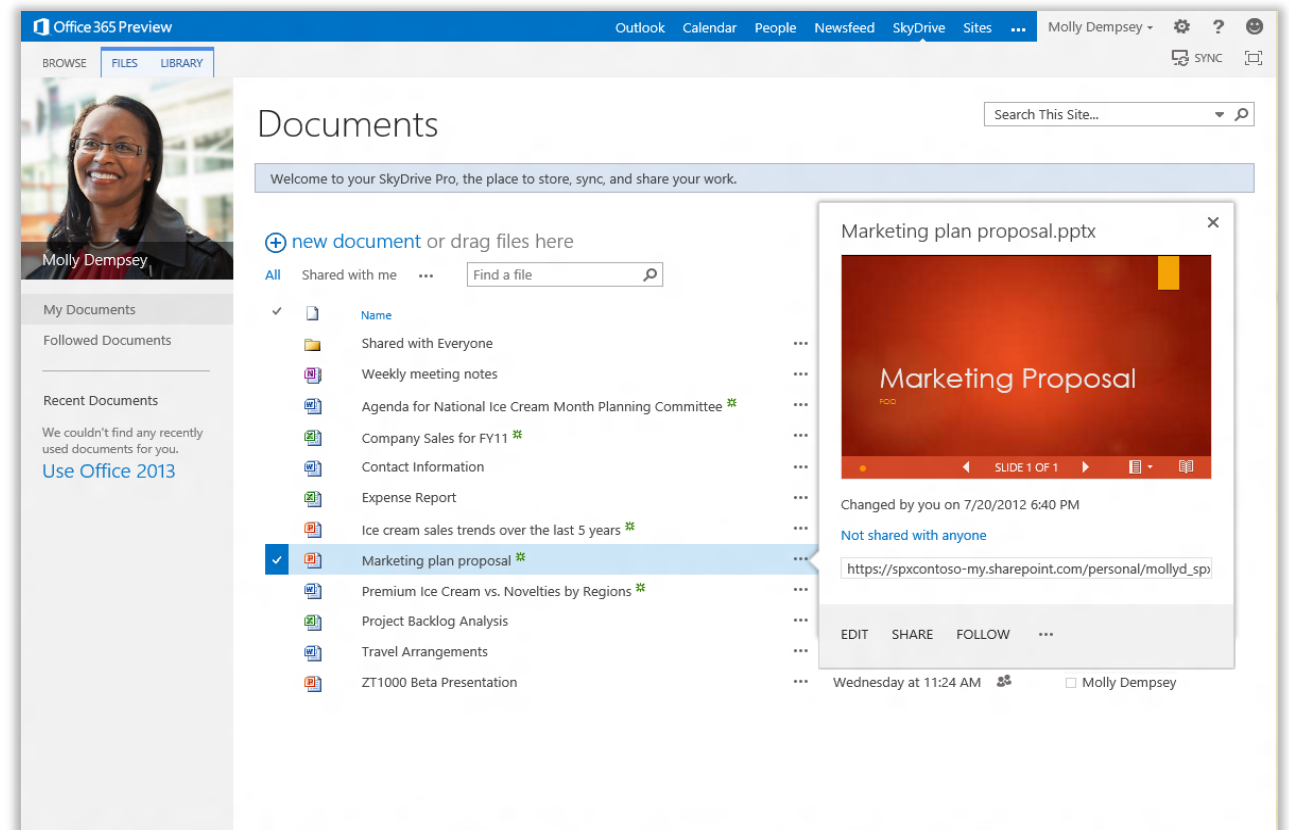 Office 365 Preview
Outlook Calendar People Newsfeed SkyDrive Sites ... Molly Dempsey ?
BROWSE FILES LIBRARY
SYNC
Documents
Search This Site...
Welcome to your SkyDrive Pro, the place to store, sync, and share your work.
Molly Dempsey
My Documents
Followed Documents
Recent Documents
We couldn't find any recently
used documents for you.
Use Office 2013
new document or drag files here
All Shared with me ... Find a file
Name
Shared with Everyone ...
Weekly meeting notes ...
Agenda for National Ice Cream Month Planning Committee ...
Company Sales for FY11 ...
Contact Information ...
Expense Report ...
Ice cream sales trends over the last 5 years ...
Marketing plan proposal ...
Premium Ice Cream vs. Novelties by Regions ...
Project Backlog Analysis ...
Travel Arrangements ...
ZT1000 Beta Presentation ... Wednesday at 11:24 AM Molly Dempsey
Marketing plan proposal.pptx
Marketing Proposal
FOO
SLIDE 1 OF 1
Changed by you on 7/20/2012 6:40 PM
Not shared with anyone
https://spxcontoso-my.sharepoint.com/personal/mollyd_sp
EDIT SHARE FOLLOW ...